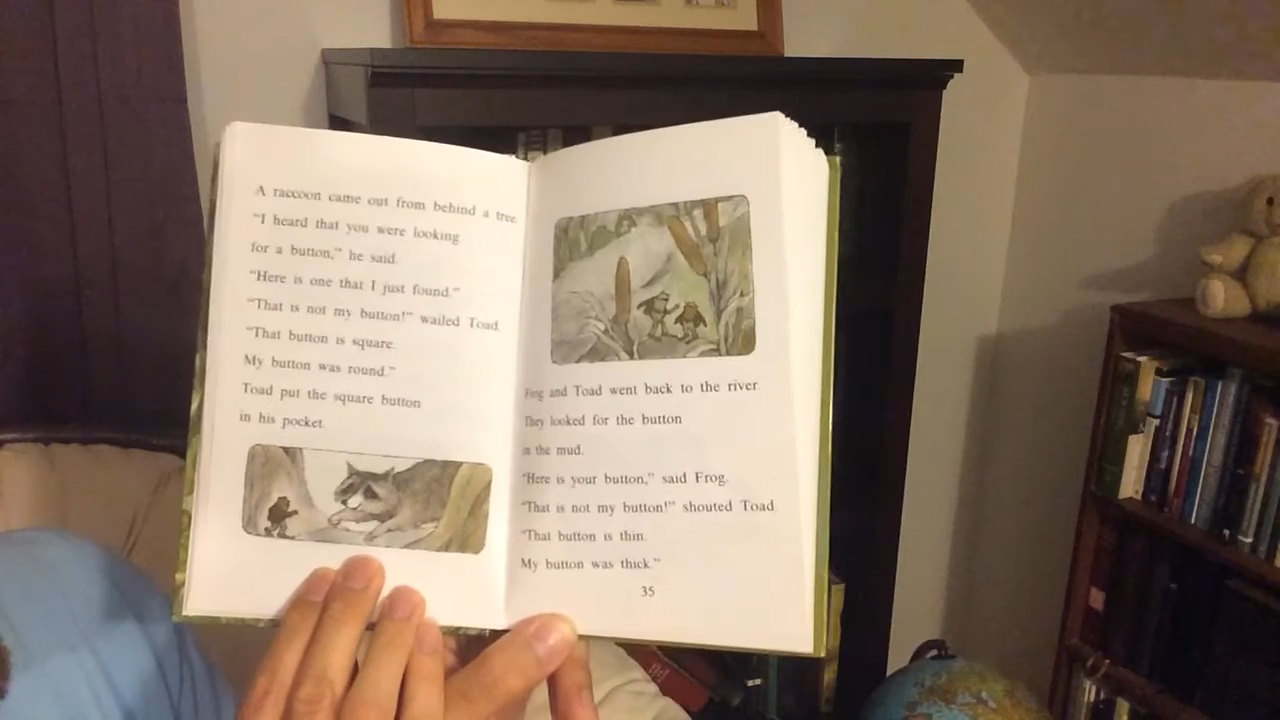 A raccoon came out from behind a tree.
"I heard that you were looking
for a button," he said.
"Here is one that I just found."
"That is not my button!" wailed Toad.
"That button is square.
My button was round."
Toad put the square button
in his pocket.
Frog and Toad went back to the river.
They looked for the button
in the mud.
"Here is your button," said Frog.
"That is not my button!" shouted Toad.
"That button is thin.
My button was thick."
35